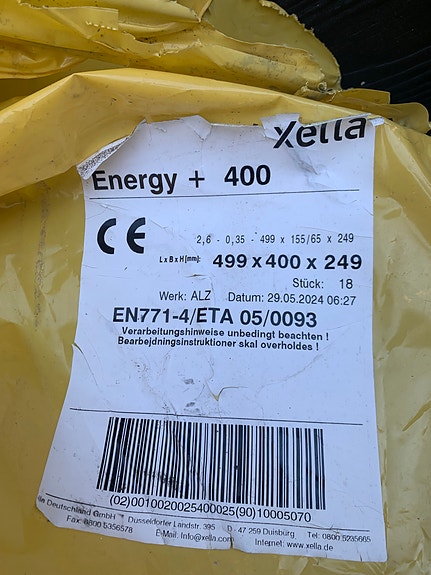 Xella
Energy + 400
CE
2,6 - 0,35 - 499 x 155/65 x 249
LxBxH(mm): 499 x 400 x 249
Stück: 18
Werk: ALZ Datum: 29.05.2024 06:27
EN771-4/ETA 05/0093
Verarbeitungshinweise unbedingt beachten !
Bearbejdningsinstruktioner skal overholdes !
(02)0010020025400025(90)10005070
Deutschland GmbH Düsseldorfer Landstr. 395 D - 47 259 Duisburg Tel: 0800 5235665
Fax: 0800 5356578 E-Mail: Info@xella.com Internet: www.xella.de